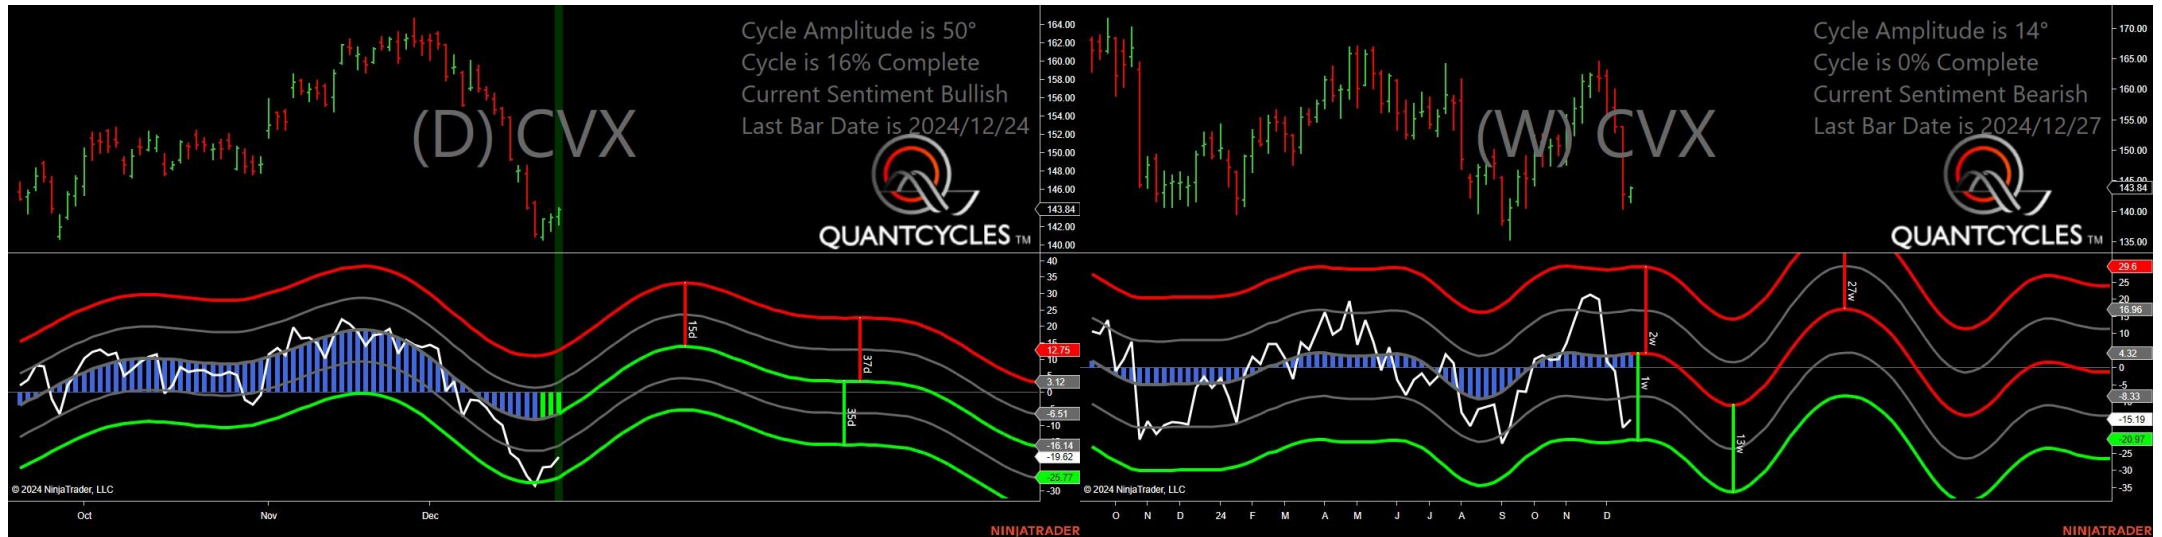 Cycle Amplitude is 50°
Cycle is 16% Complete
Current Sentiment Bullish
Last Bar Date is 2024/12/24
(D) CVX
QUANTCYCLES TM
164.00
162.00
160.00
158.00
156.00
154.00
152.00
150.00
148.00
146.00
143.84
142.00
140.00
40
35
30
25
20
15
12.75
10
3.12
0
-5
-6.51
-10
-16.14
-19.62
-25.77
-30
15d
37d
35d
© 2024 NinjaTrader, LLC
Oct
Nov
Dec
NINJATRADER
Cycle Amplitude is 14°
Cycle is 0% Complete
Current Sentiment Bearish
Last Bar Date is 2024/12/27
(W) CVX
QUANTCYCLES TM
170.00
165.00
160.00
155.00
150.00
145.00
143.84
140.00
135.00
29.6
25
20
16.96
15
10
4.32
0
-5
-8.33
-10
-15.19
-20.97
-25
-30
-35
2w
1w
13w
27w
© 2024 NinjaTrader, LLC
O N D 24 F M A M J J A S O N D
NINJATRADER